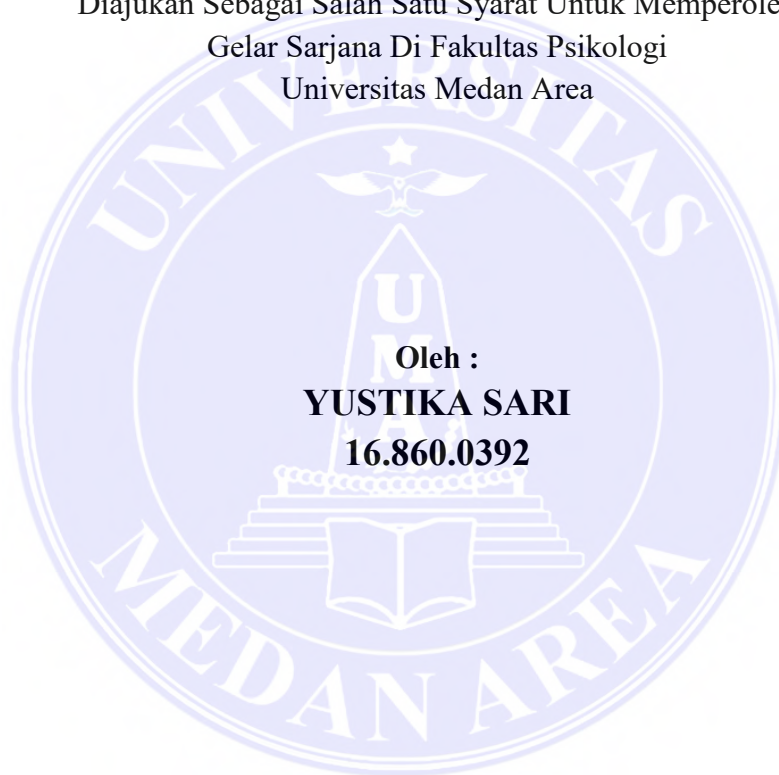 Diajukan Sebagai Salah Satu Syarat Untuk Memperole
Gelar Sarjana Di Fakultas Psikologi
Universitas Medan Area
UNIVERSITAS
UMA
Oleh :
YUSTIKA SARI
16.860.0392
MEDAN AREA